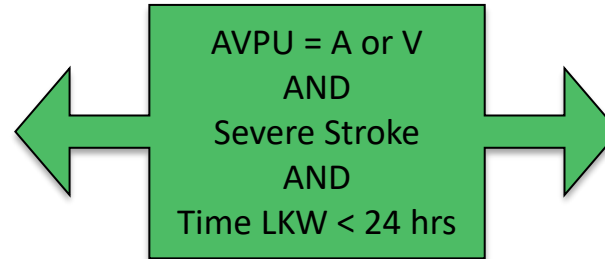 AVPU = A or V
AND
Severe Stroke
AND
Time LKW < 24 hrs